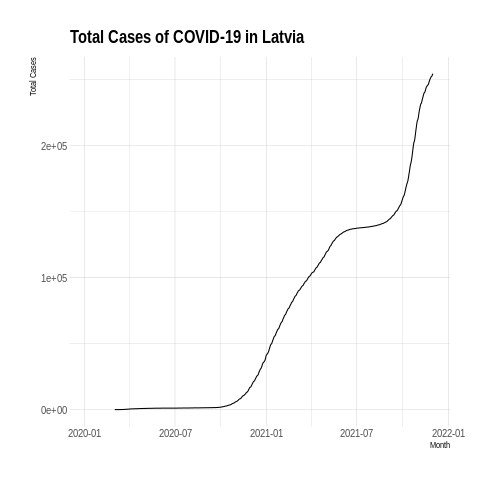 Total Cases of COVID-19 in Latvia
Total Cases
2e+05
1e+05
0e+00
2020-01 2020-07 2021-01 2021-07 2022-01
Month